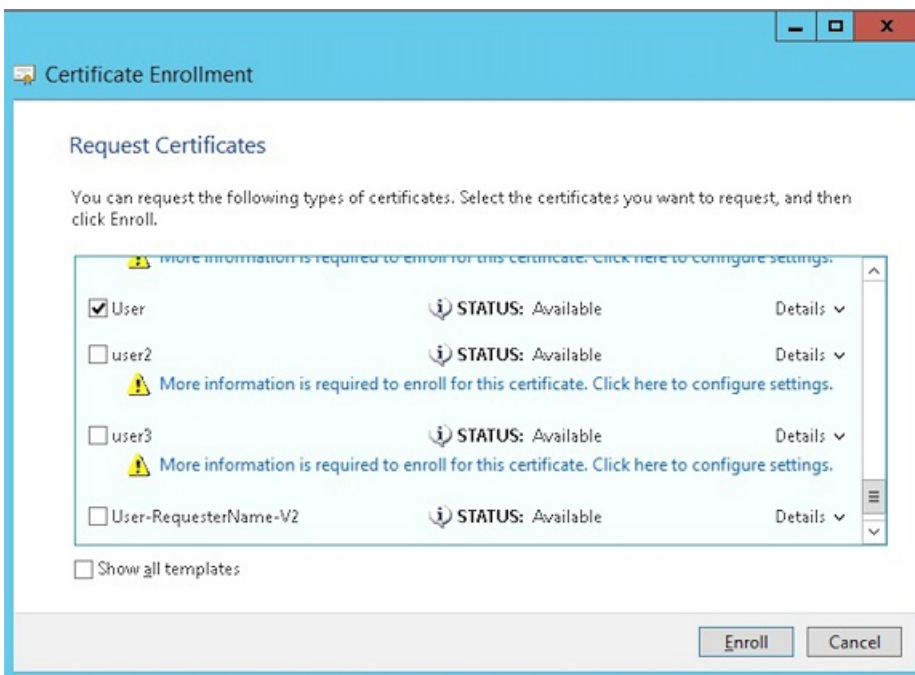 Certificate Enrollment
Request Certificates
You can request the following types of certificates. Select the certificates you want to request, and then
click Enroll.
More information is required to enroll for this certificate. Click here to configure settings.
User STATUS: Available Details
user2 STATUS: Available Details
More information is required to enroll for this certificate. Click here to configure settings.
user3 STATUS: Available Details
More information is required to enroll for this certificate. Click here to configure settings.
User-RequesterName-V2 STATUS: Available Details
Show all templates
Enroll Cancel